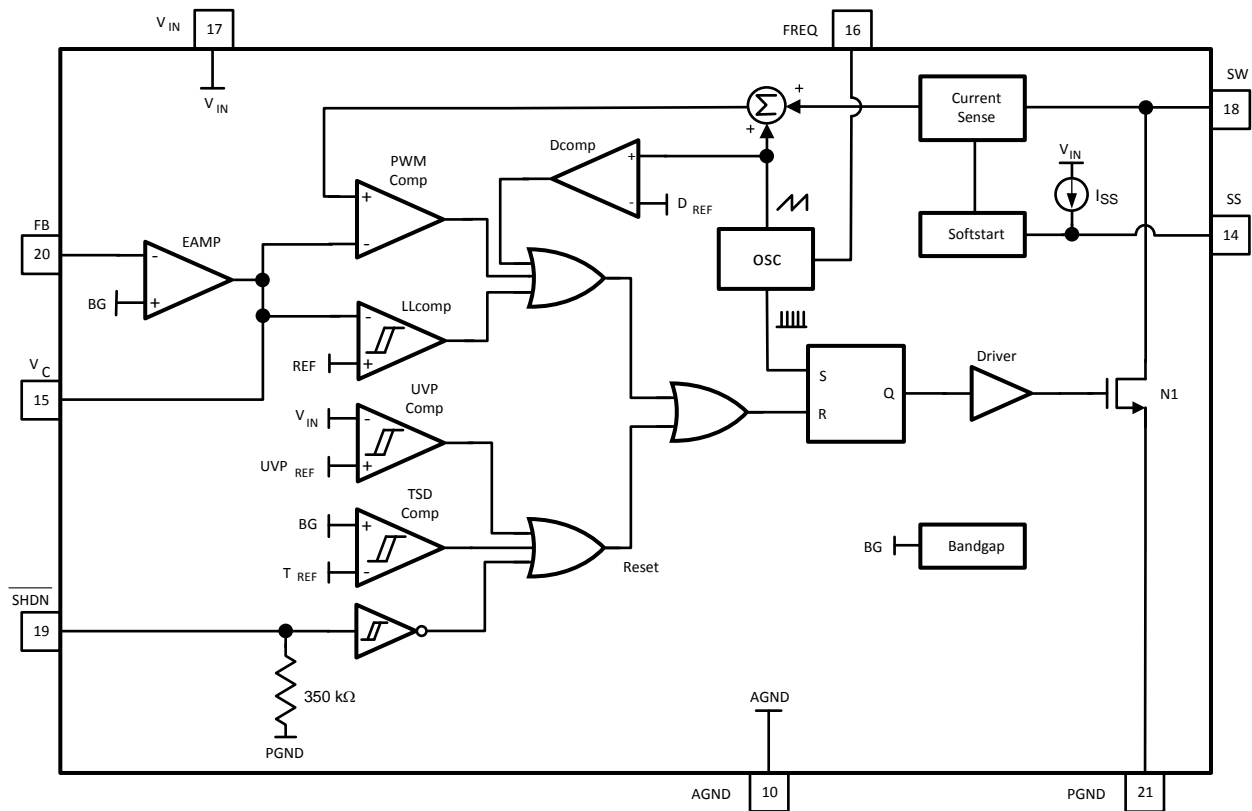 V IN
17
V IN
FREQ
16
SW
18
Σ
+
+
Current
Sense
Dcomp
+
-
D REF
PWM
Comp
+
-
V IN
ISS
SS
14
Softstart
FB
20
EAMP
-
+
BG
OSC
LLcomp
-
+
REF
V C
15
UVP
Comp
V IN
-
UVP REF
+
S
R
Q
Driver
N1
TSD
Comp
BG
+
T REF
-
Reset
BG
Bandgap
SHDN
19
350 kΩ
PGND
AGND
AGND
10
PGND
21